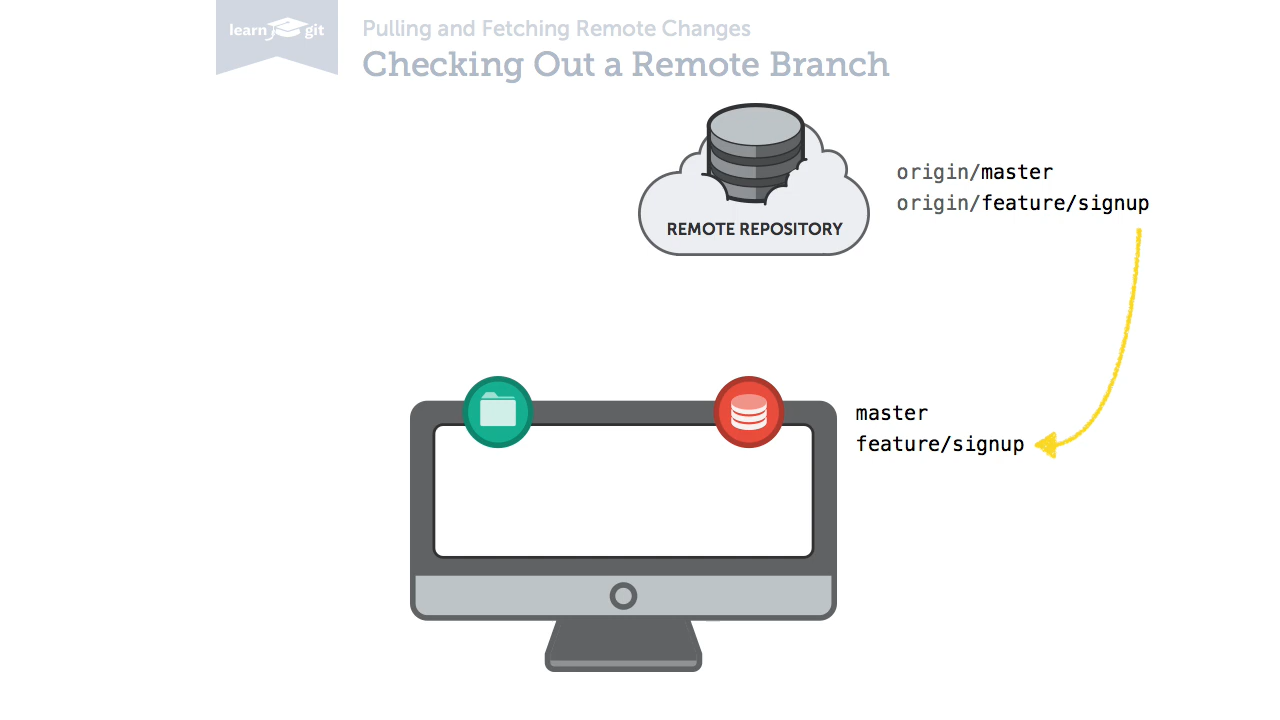 learn git
Pulling and Fetching Remote Changes
Checking Out a Remote Branch
origin/master
origin/feature/signup
REMOTE REPOSITORY
master
feature/signup